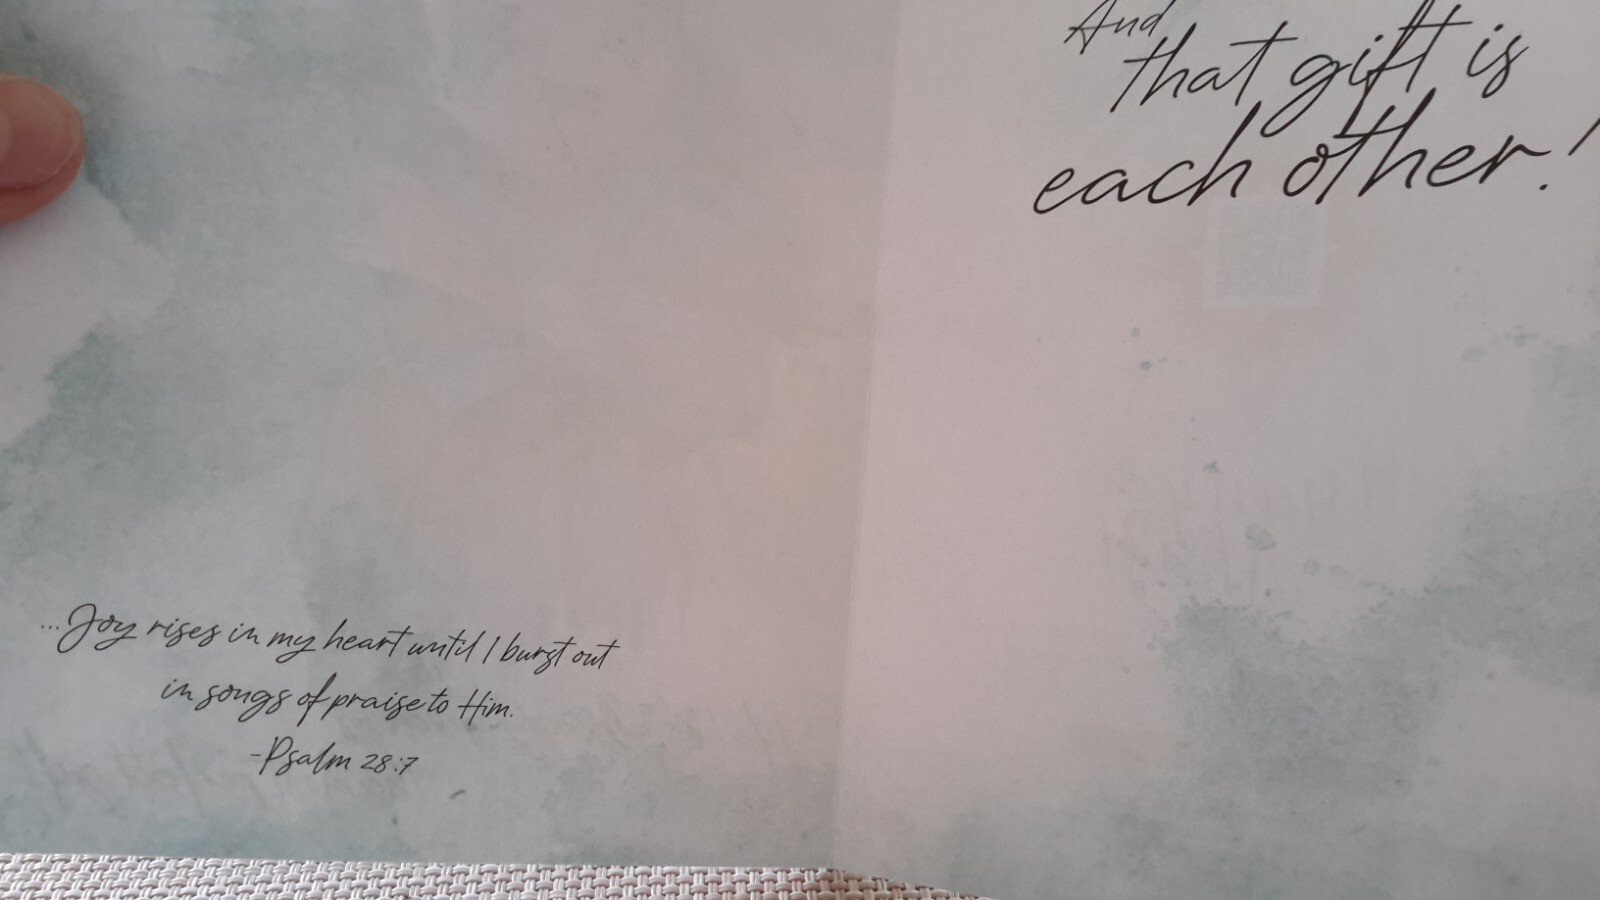 ...Joy rises in my heart until I burst out
in songs of praise to Him.
-Psalm 28:7
And
that gift is
each other!